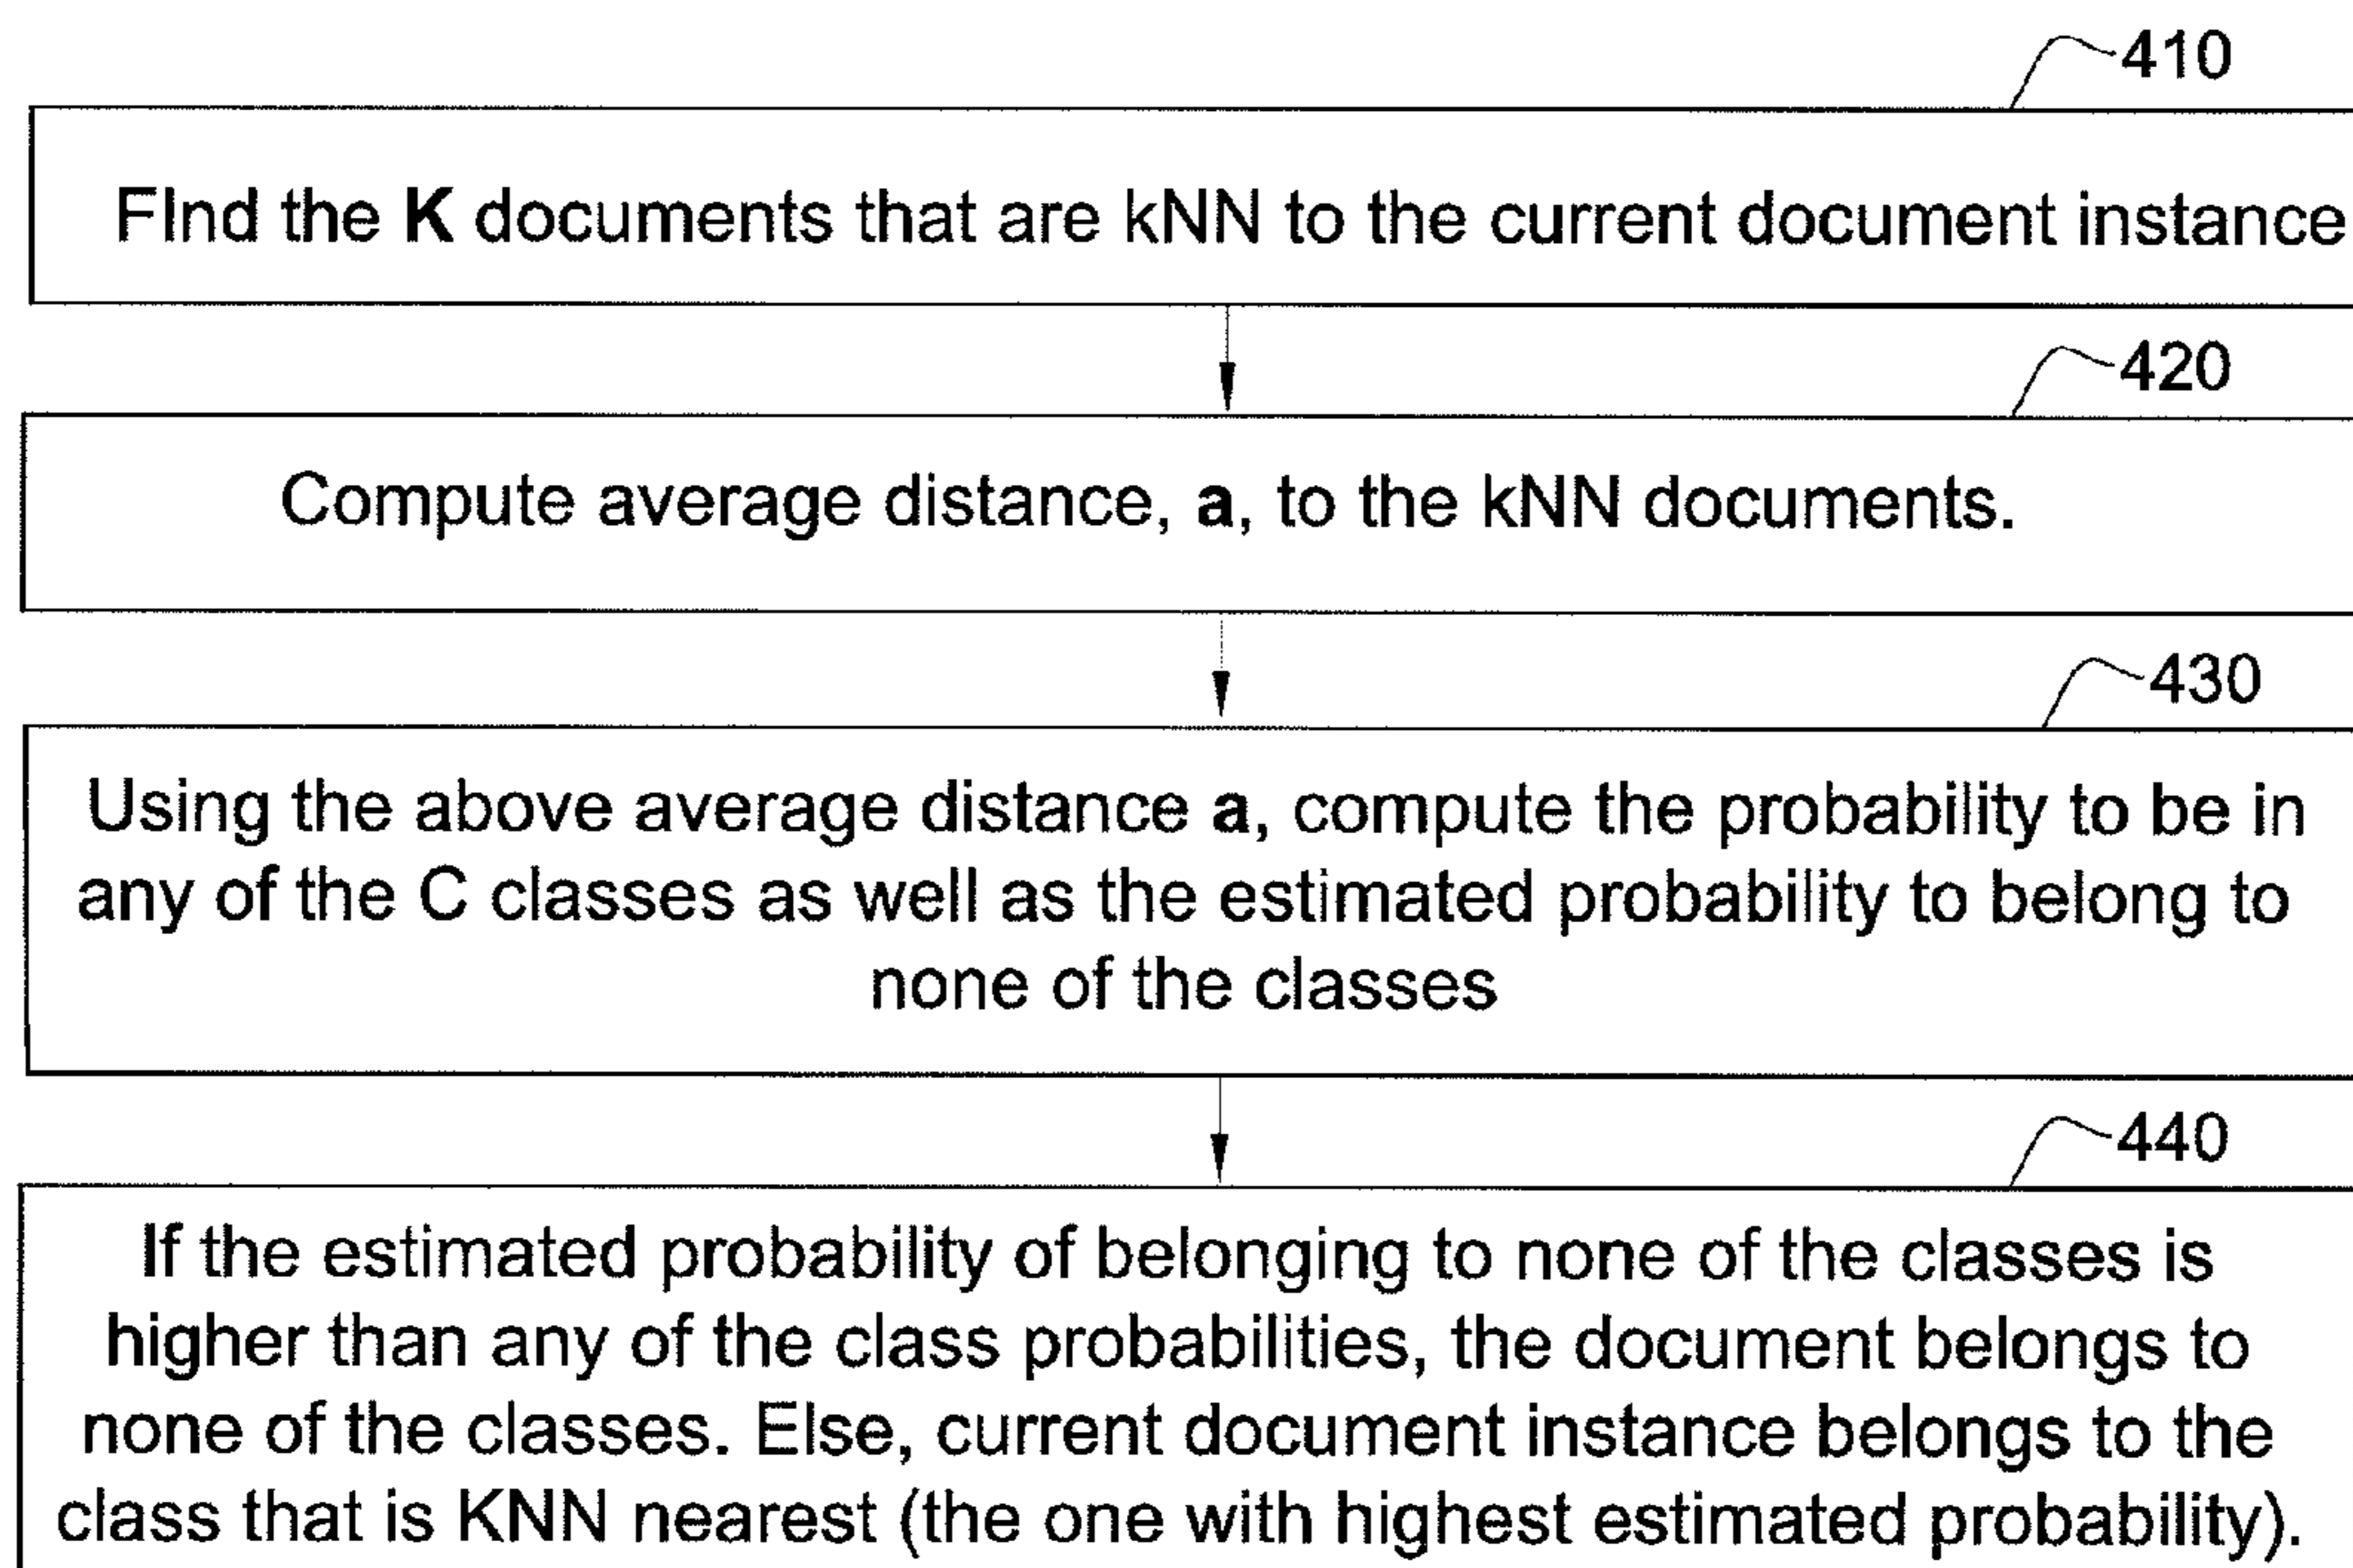 410
FInd the K documents that are kNN to the current document instance
420
Compute average distance, a, to the kNN documents.
430
Using the above average distance a, compute the probability to be in
any of the C classes as well as the estimated probability to belong to
none of the classes
440
If the estimated probability of belonging to none of the classes is
higher than any of the class probabilities, the document belongs to
none of the classes. Else, current document instance belongs to the
class that is KNN nearest (the one with highest estimated probability).